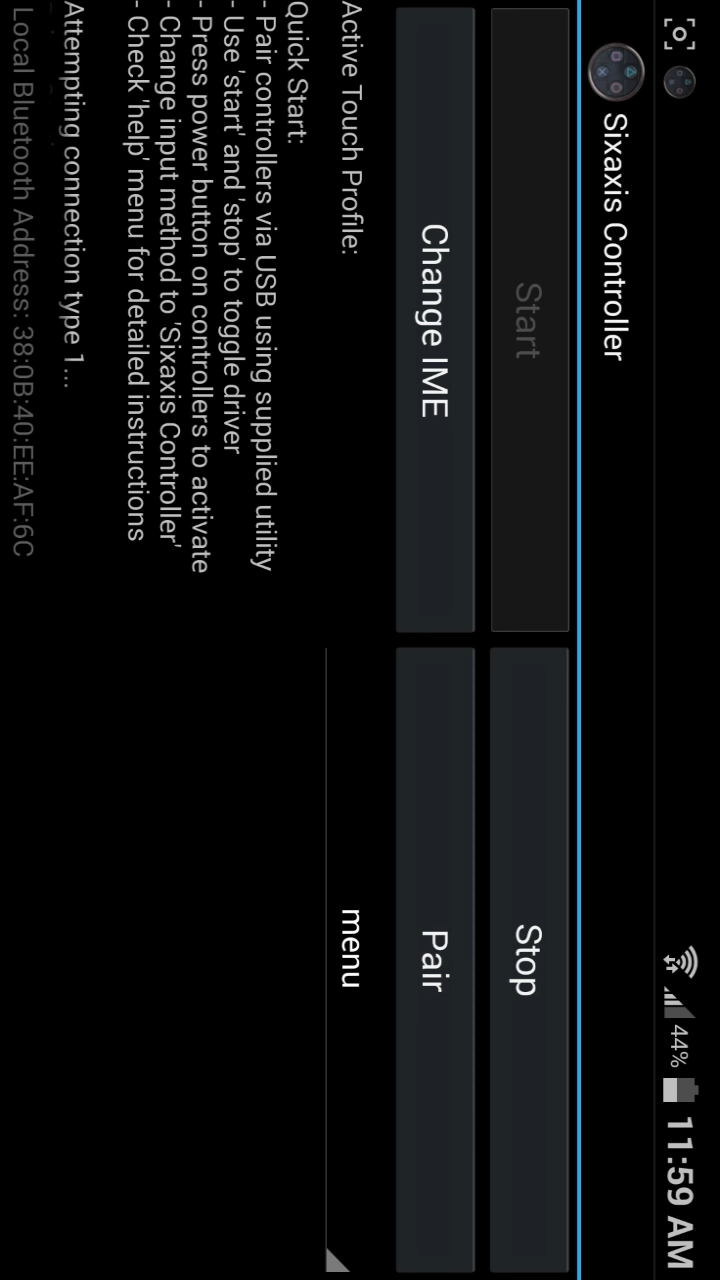 44%
11:59 AM
Sixaxis Controller
Start
Stop
Change IME
Pair
Active Touch Profile:
menu
Quick Start:
- Pair controllers via USB using supplied utility
- Use 'start' and 'stop' to toggle driver
- Press power button on controllers to activate
- Change input method to 'Sixaxis Controller'
- Check 'help' menu for detailed instructions
Attempting connection type 1...
Local Bluetooth Address: 38:0B:40:EE:AF:6C